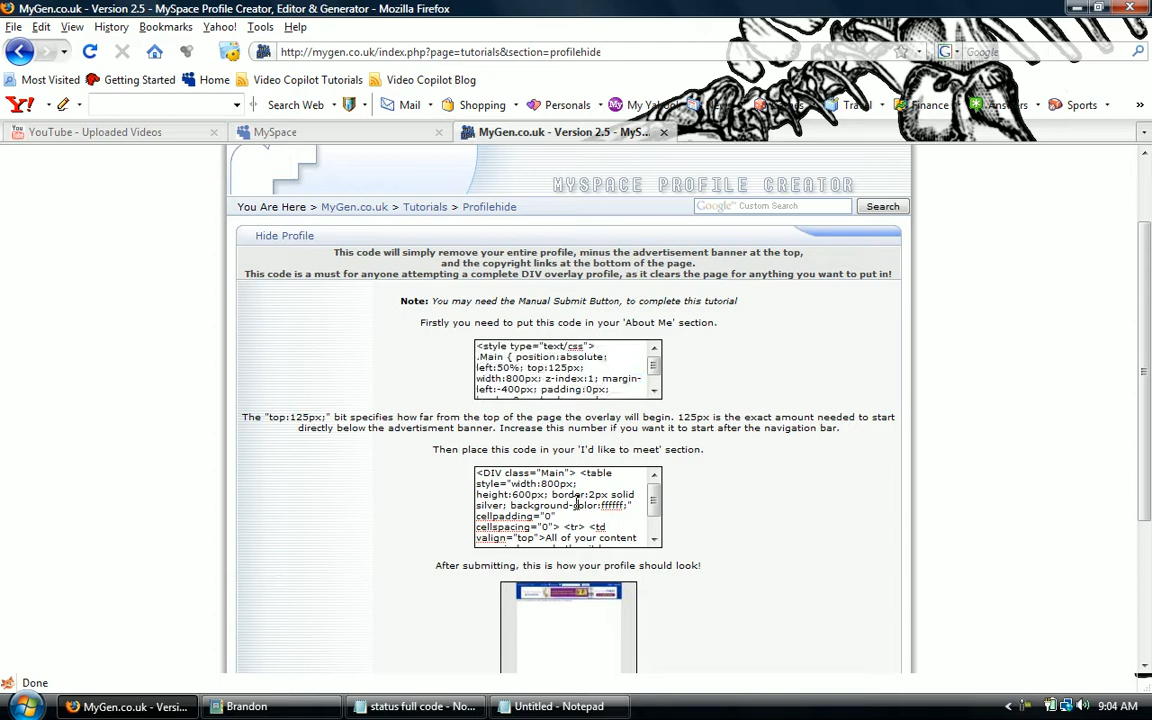 MyGen.co.uk - Version 2.5 - MySpace Profile Creator, Editor & Generator - Mozilla Firefox
File Edit View History Bookmarks Yahoo! Tools Help
http://mygen.co.uk/index.php?page=tutorials&section=profilehide
Google
Most Visited Getting Started Home Video Copilot Tutorials Video Copilot Blog
Y! Search Web Mail Shopping Personals My Yahoo! News Travel Finance Answers Sports »
YouTube - Uploaded Videos MySpace MyGen.co.uk - Version 2.5 - MyS...
MYSPACE PROFILE CREATOR
You Are Here > MyGen.co.uk > Tutorials > Profilehide Google™ Custom Search Search
Hide Profile
This code will simply remove your entire profile, minus the advertisement banner at the top,
and the copyright links at the bottom of the page.
This code is a must for anyone attempting a complete DIV overlay profile, as it clears the page for anything you want to put in!
Note: You may need the Manual Submit Button, to complete this tutorial
Firstly you need to put this code in your 'About Me' section.
<style type="text/css">
.Main { position:absolute;
left:50%; top:125px;
width:800px; z-index:1; margin-
left:-400px; padding:0px;
The "top:125px;" bit specifies how far from the top of the page the overlay will begin. 125px is the exact amount needed to start
directly below the advertisment banner. Increase this number if you want it to start after the navigation bar.
Then place this code in your 'I'd like to meet' section.
<DIV class="Main"> <table
style="width:800px;
height:600px; border:2px solid
silver; background-color:ffffff;"
cellpadding="0"
cellspacing="0"> <tr> <td
valign="top">All of your content
After submitting, this is how your profile should look!
Done
MyGen.co.uk - Versi... Brandon status full code - No... Untitled - Notepad 9:04 AM